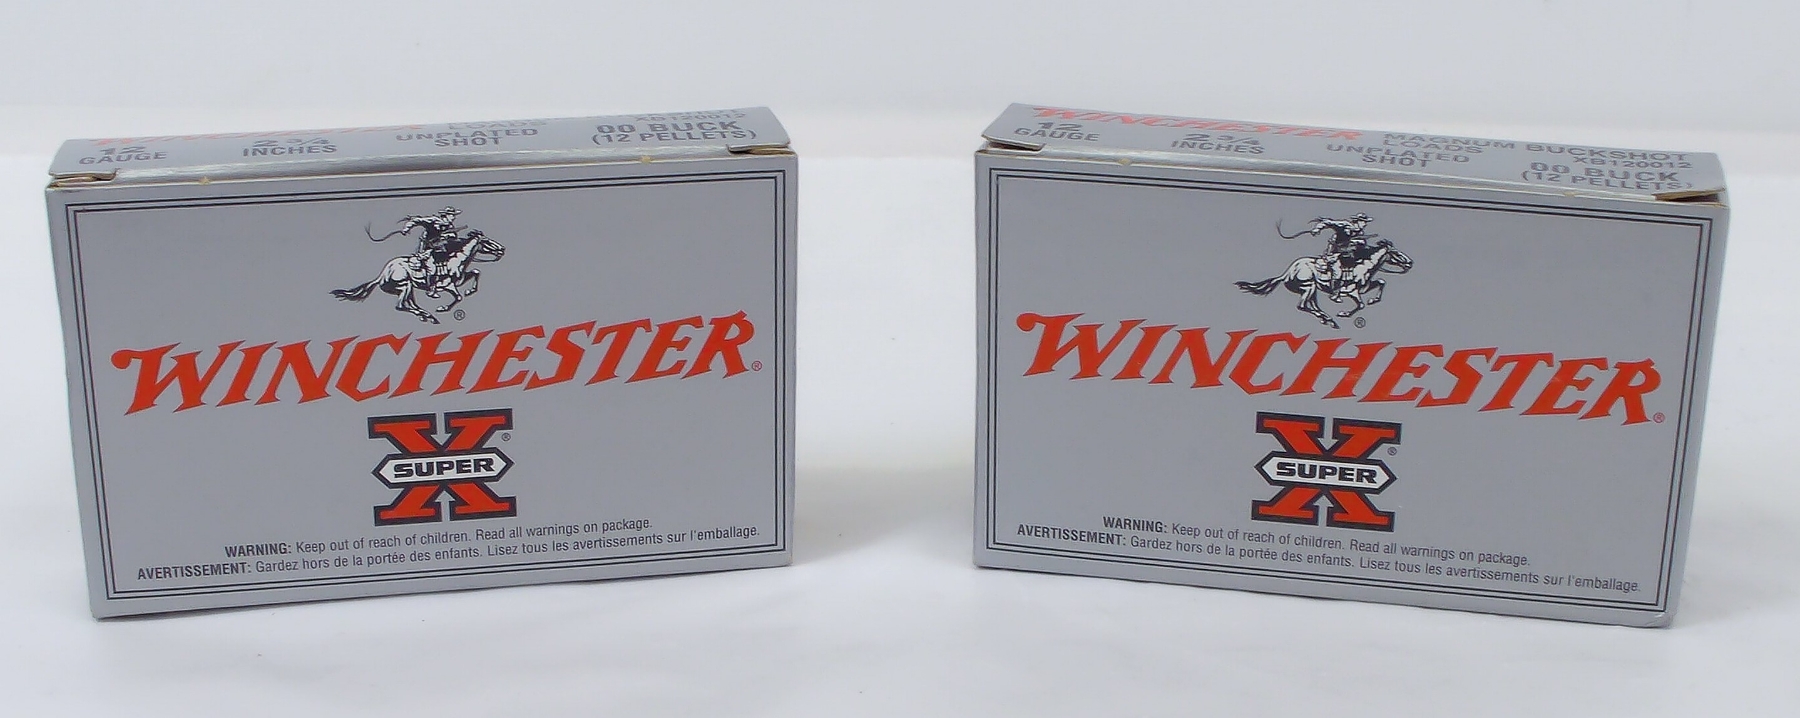 WINCHESTER
LOADS
XB120012
12
GAUGE
2 3/4
INCHES
UNPLATED
SHOT
00 BUCK
(12 PELLETS)
®
WINCHESTER®
X®
SUPER
WARNING: Keep out of reach of children. Read all warnings on package.
AVERTISSEMENT: Gardez hors de la portée des enfants. Lisez tous les avertissements sur l'emballage.
WINCHESTER
MAGNUM BUCKSHOT
LOADS
XB120012
12
GAUGE
2 3/4
INCHES
UNPLATED
SHOT
00 BUCK
(12 PELLETS)
®
WINCHESTER®
X®
SUPER
WARNING: Keep out of reach of children. Read all warnings on package.
AVERTISSEMENT: Gardez hors de la portée des enfants. Lisez tous les avertissements sur l'emballage.